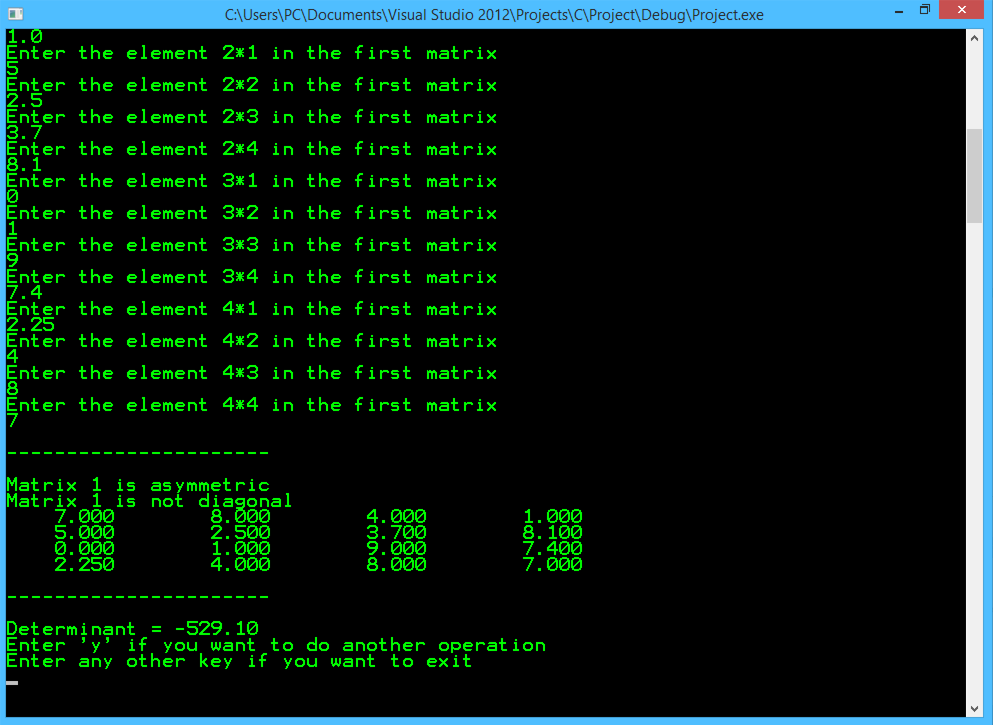 C:\Users\PC\Documents\Visual Studio 2012\Projects\C\Project\Debug\Project.exe
1.0
Enter the element 2*1 in the first matrix
5
Enter the element 2*2 in the first matrix
2.5
Enter the element 2*3 in the first matrix
3.7
Enter the element 2*4 in the first matrix
8.1
Enter the element 3*1 in the first matrix
0
Enter the element 3*2 in the first matrix
1
Enter the element 3*3 in the first matrix
9
Enter the element 3*4 in the first matrix
7.4
Enter the element 4*1 in the first matrix
2.25
Enter the element 4*2 in the first matrix
4
Enter the element 4*3 in the first matrix
8
Enter the element 4*4 in the first matrix
7
----------------------
Matrix 1 is asymmetric
Matrix 1 is not diagonal
7.000 8.000 4.000 1.000
5.000 2.500 3.700 8.100
0.000 1.000 9.000 7.400
2.250 4.000 8.000 7.000
----------------------
Determinant = -529.10
Enter 'y' if you want to do another operation
Enter any other key if you want to exit